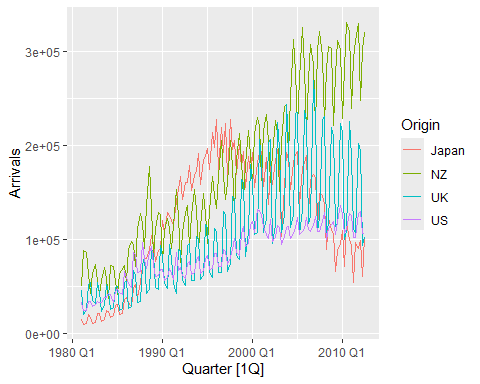 3e+05
2e+05
1e+05
0e+00
Arrivals
1980 Q1
1990 Q1
2000 Q1
2010 Q1
Quarter [1Q]
Origin
Japan
NZ
UK
US